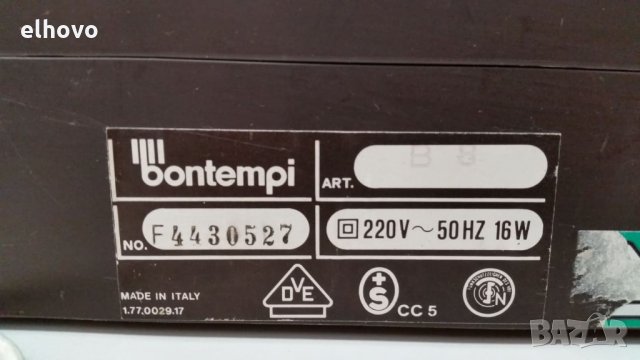 elhovo
bontempi
ART.
NO. F4430527
220V~50HZ 16W
MADE IN ITALY
1.77.0029.17
DVE
+S CC 5
N
BAZAR